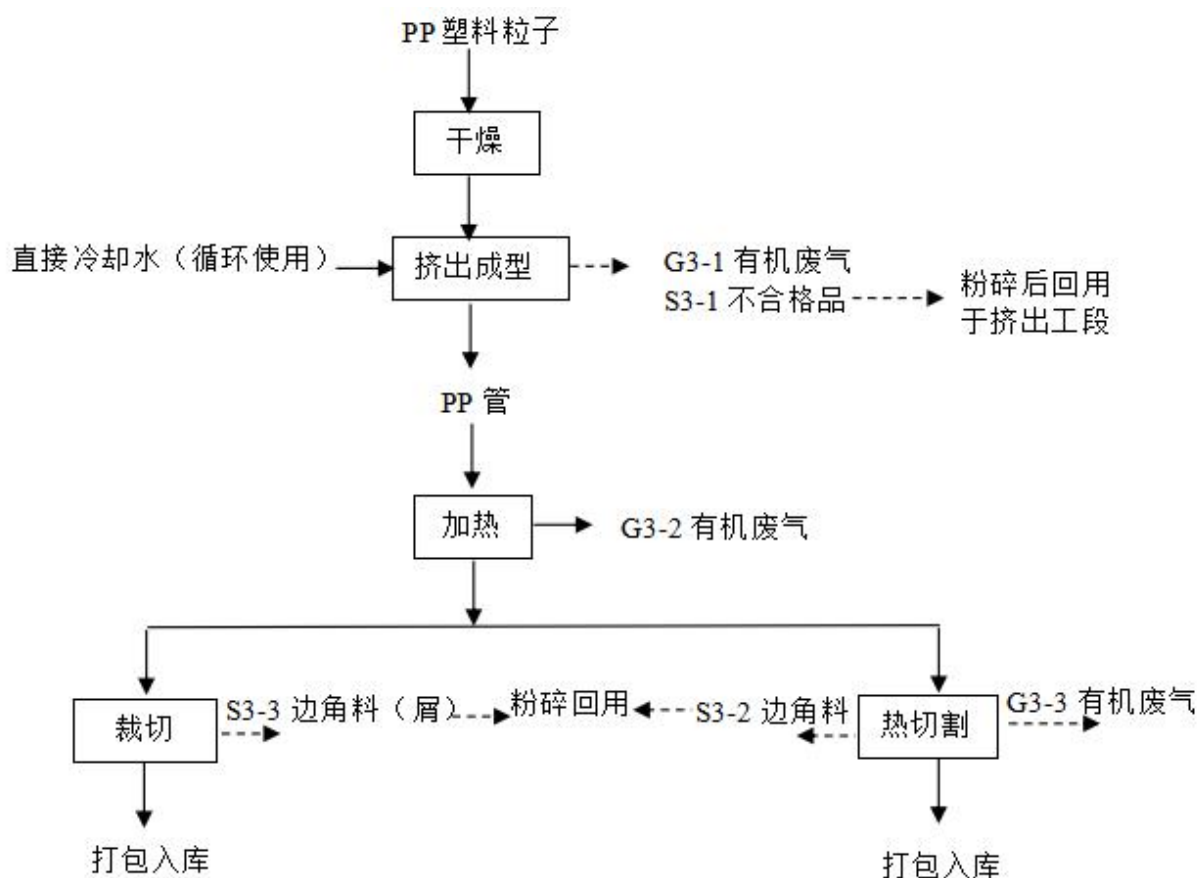 PP 塑料粒子
干燥
直接冷却水（循环使用）
挤出成型
G3-1 有机废气
S3-1 不合格品
粉碎后回用
于挤出工段
PP 管
加热
G3-2 有机废气
裁切
S3-3 边角料（屑）
粉碎回用
S3-2 边角料
热切割
G3-3 有机废气
打包入库
打包入库